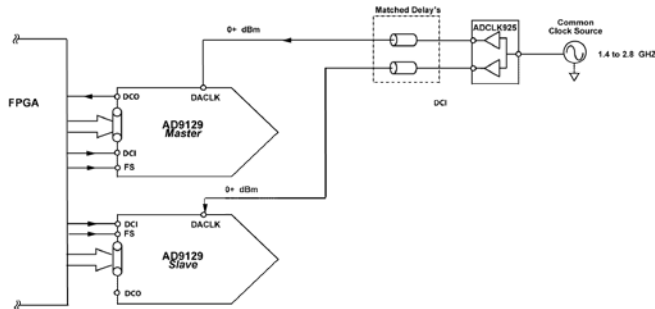 Matched Delay's
ADCLK925
Common
Clock Source
0+ dBm
1.4 to 2.8 GHZ
DCI
FPGA
DCO
DACLK
AD9129
Master
DCI
FS
0+ dBm
DACLK
DCI
FS
AD9129
Slave
DCO